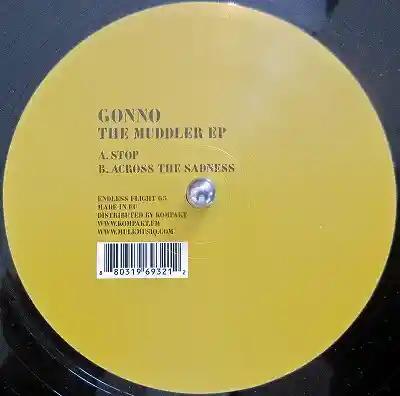 GONNO
THE MUDDLER EP
A. STOP
B. ACROSS THE SADNESS
ENDLESS FLIGHT 65
MADE IN EU
DISTRIBUTED BY KOMPAKT
WWW.KOMPAKT.FM
WWW.MULEMUSIQ.COM
8 80319 69321 2